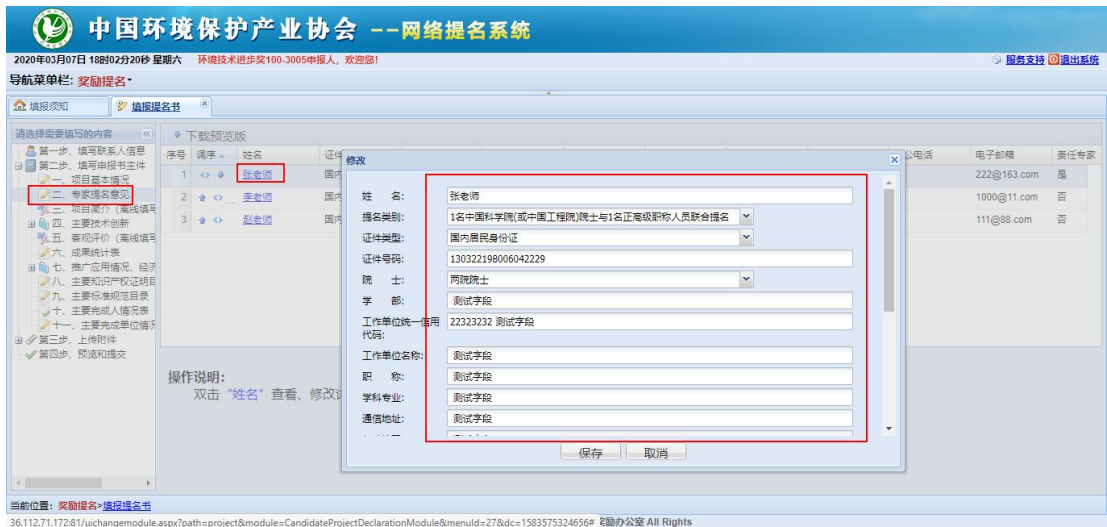 中国环境保护产业协会 --网络提名系统
2020年03月07日 18时02分20秒 星期六 环境技术进步奖100-3005申报人，欢迎您!
服务支持 退出系统
导航菜单栏: 奖励提名
填报须知 填报提名书
请选择需要填写的内容
第一步、填写联系人信息
第二步、填写申报书主件
一、项目基本情况
二、专家提名意见
三、项目简介（离线填写
四、主要技术创新
五、客观评价（离线填写
六、成果统计表
七、推广应用情况、经济
八、主要知识产权证明目
九、主要标准规范目录
十、主要完成人情况表
十一、主要完成单位情况
第三步、上传附件
第四步、预览和提交
下载预览版
序号 调序 姓名 证件 公电话 电子邮箱 责任专家
1 张老师 国内 222@163.com 是
2 李老师 国内 1000@11.com 否
3 赵老师 国内 111@88.com 否
操作说明:
双击“姓名”查看、修改
修改
姓 名: 张老师
提名类别: 1名中国科学院(或中国工程院)院士与1名正高级职称人员联合提名
证件类型: 国内居民身份证
证件号码: 130322198006042229
院 士: 两院院士
学 部: 测试字段
工作单位统一信用代码: 22323232 测试字段
工作单位名称: 测试字段
职 称: 测试字段
学科专业: 测试字段
通信地址: 测试字段
保存 取消
当前位置: 奖励提名>填报提名书
36.112.71.172:81/uichangemodule.aspx?path=project&module=CandidateProjectDeclarationModule&menuId=27&dc=1583575324656# 奖励办公室 All Rights